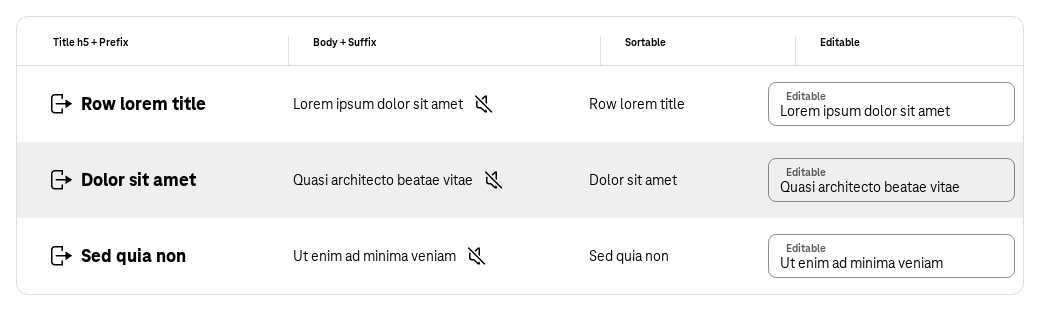 Title h5 + Prefix
Body + Suffix
Sortable
Editable
Row lorem title
Lorem ipsum dolor sit amet
Row lorem title
Editable
Lorem ipsum dolor sit amet
Dolor sit amet
Quasi architecto beatae vitae
Dolor sit amet
Editable
Quasi architecto beatae vitae
Sed quia non
Ut enim ad minima veniam
Sed quia non
Editable
Ut enim ad minima veniam